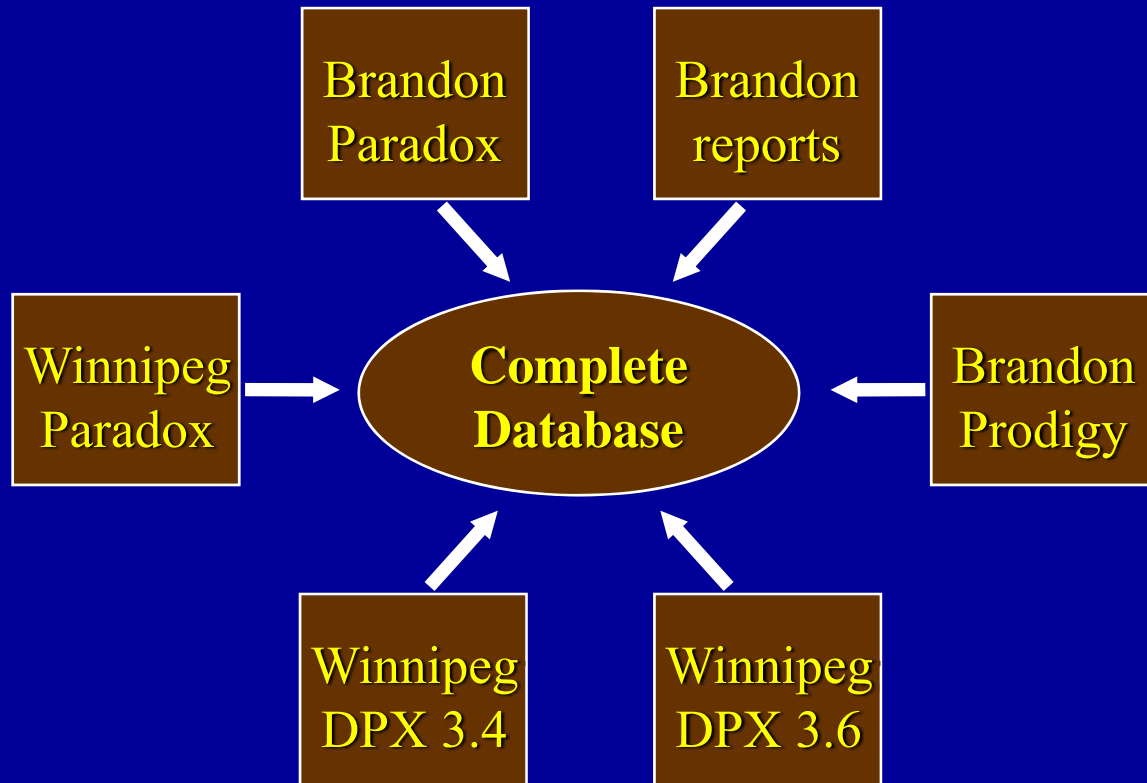 Brandon
Paradox
Brandon
reports
Winnipeg
Paradox
Complete
Database
Brandon
Prodigy
Winnipeg
DPX 3.4
Winnipeg
DPX 3.6